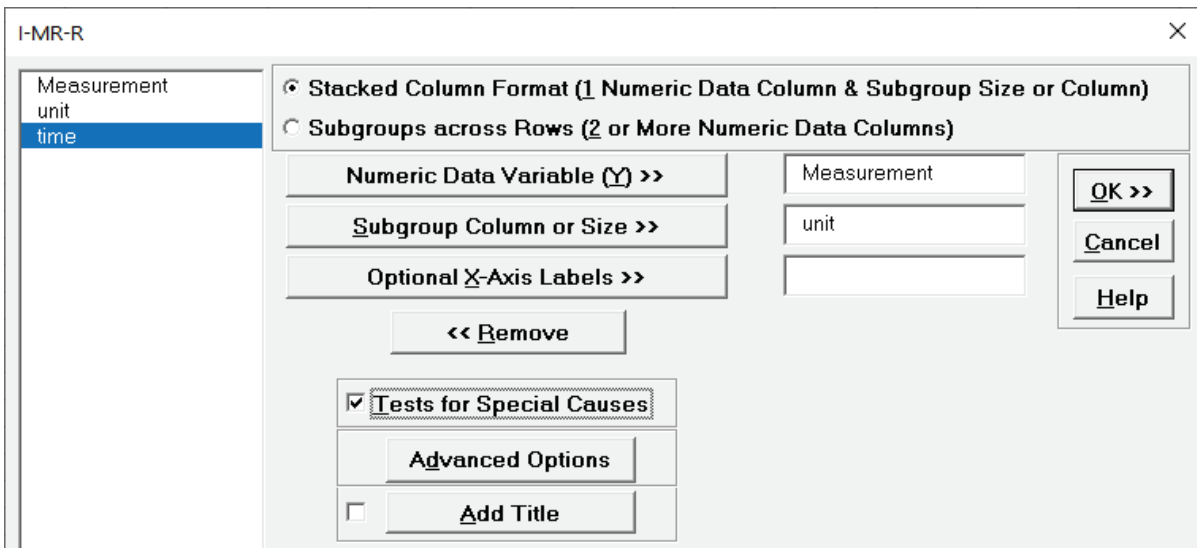 I-MR-R
Measurement
unit
time
Stacked Column Format (1 Numeric Data Column & Subgroup Size or Column)
Subgroups across Rows (2 or More Numeric Data Columns)
Numeric Data Variable (Y) >>
Measurement
Subgroup Column or Size >>
unit
Optional X-Axis Labels >>
<< Remove
OK >>
Cancel
Help
Tests for Special Causes
Advanced Options
Add Title